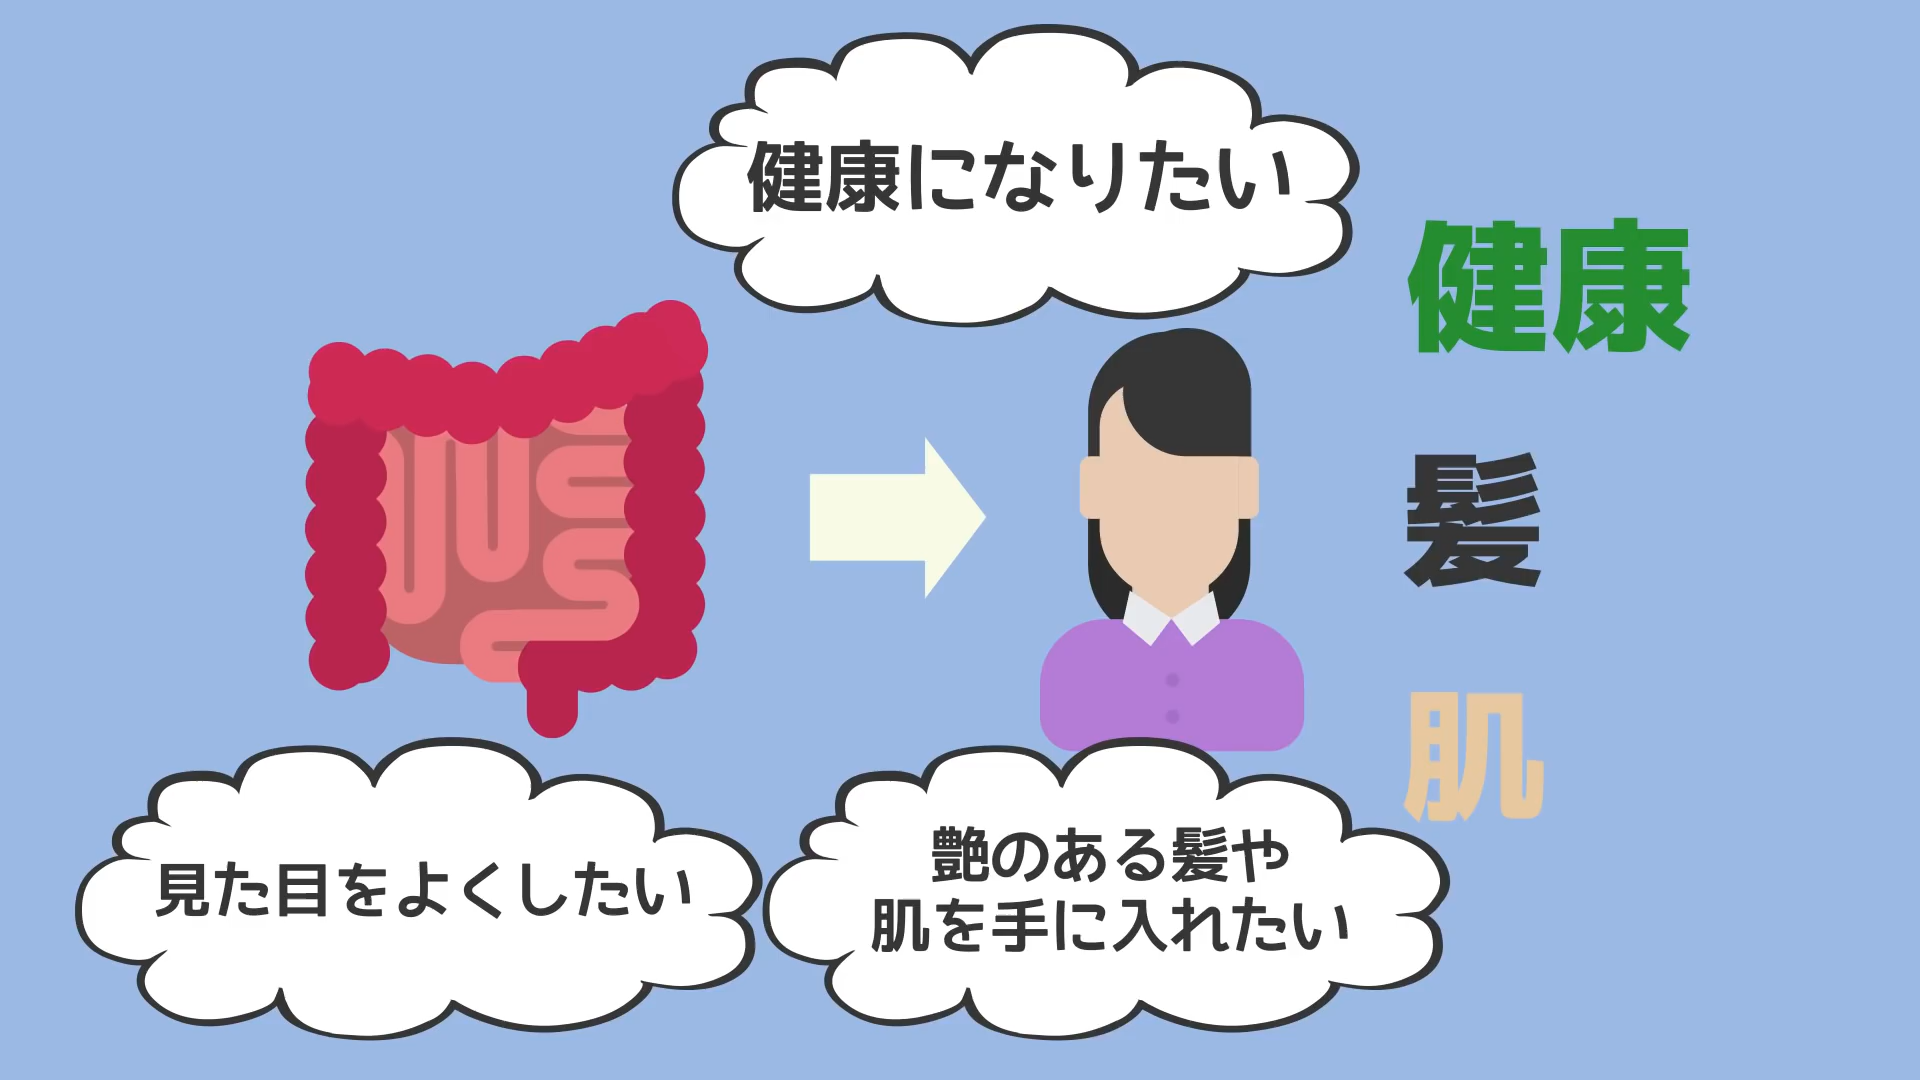 健康になりたい
健康
髪
肌
見た目をよくしたい
艶のある髪や
肌を手に入れたい